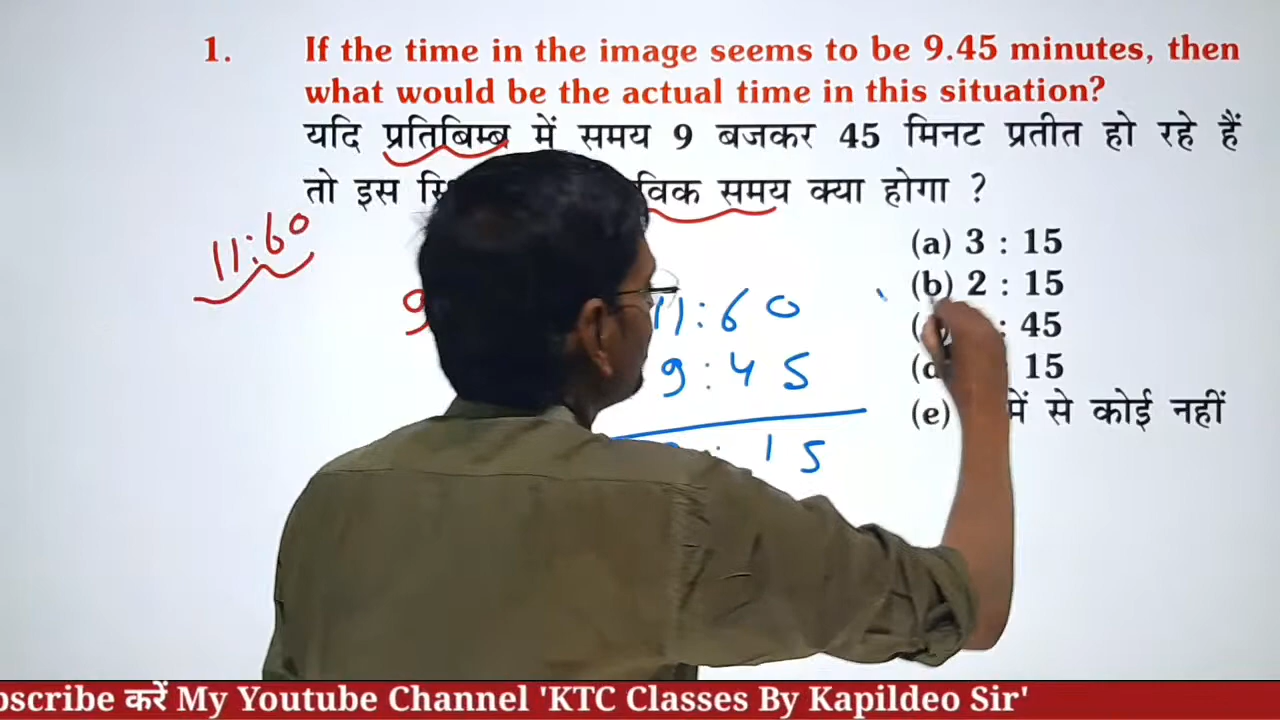 1. If the time in the image seems to be 9.45 minutes, then
what would be the actual time in this situation?
यदि प्रतिबिम्ब में समय 9 बजकर 45 मिनट प्रतीत हो रहे हैं
तो इस समय क्या होगा ?
11:60
(a) 3 : 15
(b) 2 : 15
: 45
15
(e) में से कोई नहीं
9
11:60
9:45
: 15
करें My Youtube Channel 'KTC Classes By Kapildeo Sir'